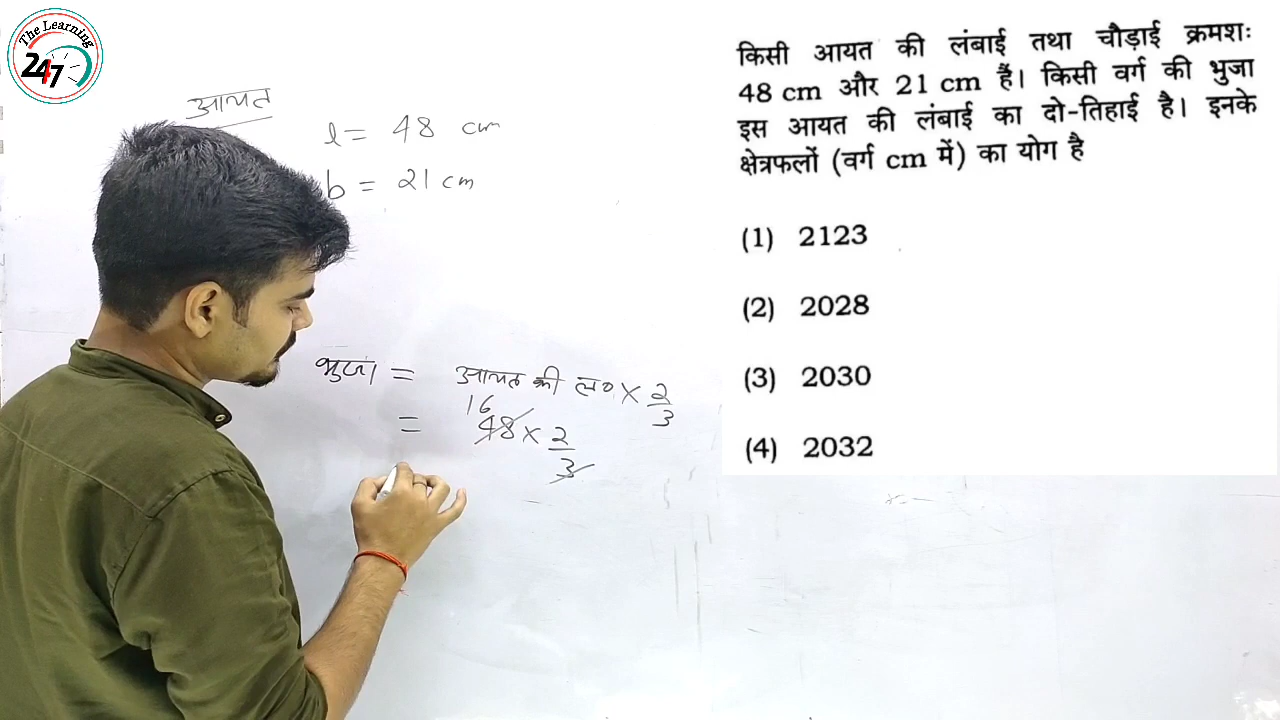 The Learning
247
आयत
l = 48 cm
b = 21 cm
भुजा = आयत की ल० × 2/3
16
= 48 × 2/3
किसी आयत की लंबाई तथा चौड़ाई क्रमशः
48 cm और 21 cm हैं। किसी वर्ग की भुजा
इस आयत की लंबाई का दो-तिहाई है। इनके
क्षेत्रफलों (वर्ग cm में) का योग है
(1) 2123
(2) 2028
(3) 2030
(4) 2032